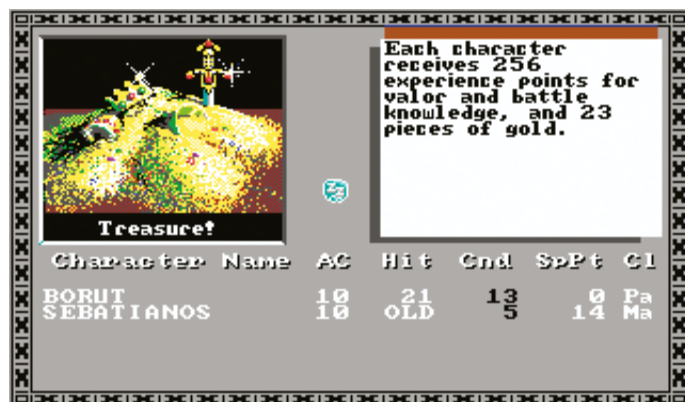 Each character
receives 256
experience points for
valor and battle
knowledge, and 23
pieces of gold.
Treasure!
Character Name AC Hit Cnd SpPt Cl
BORUT 10 21 13 0 Pa
SEBATIANOS 10 OLD 5 14 Ma